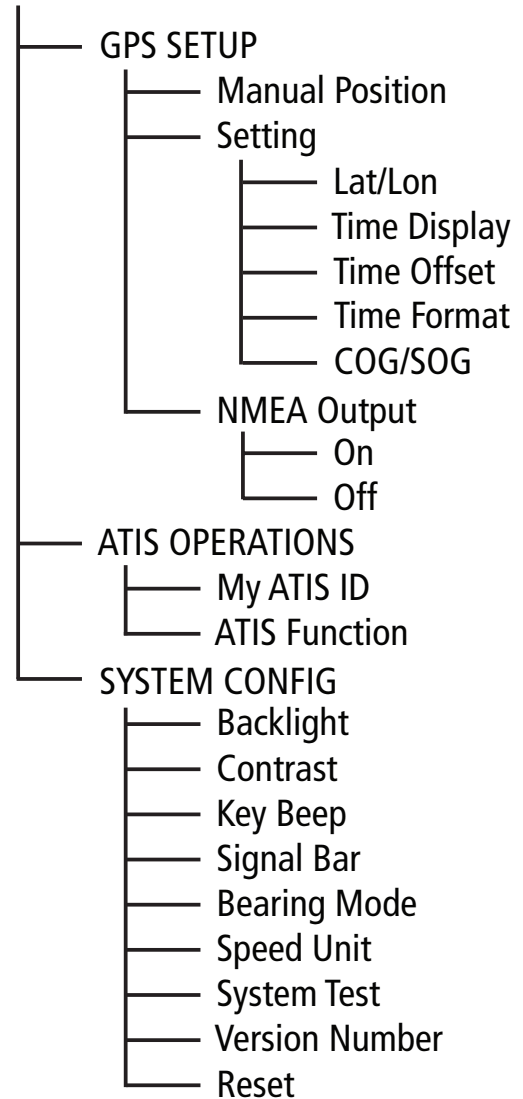 GPS SETUP
Manual Position
Setting
Lat/Lon
Time Display
Time Offset
Time Format
COG/SOG
NMEA Output
On
Off
ATIS OPERATIONS
My ATIS ID
ATIS Function
SYSTEM CONFIG
Backlight
Contrast
Key Beep
Signal Bar
Bearing Mode
Speed Unit
System Test
Version Number
Reset